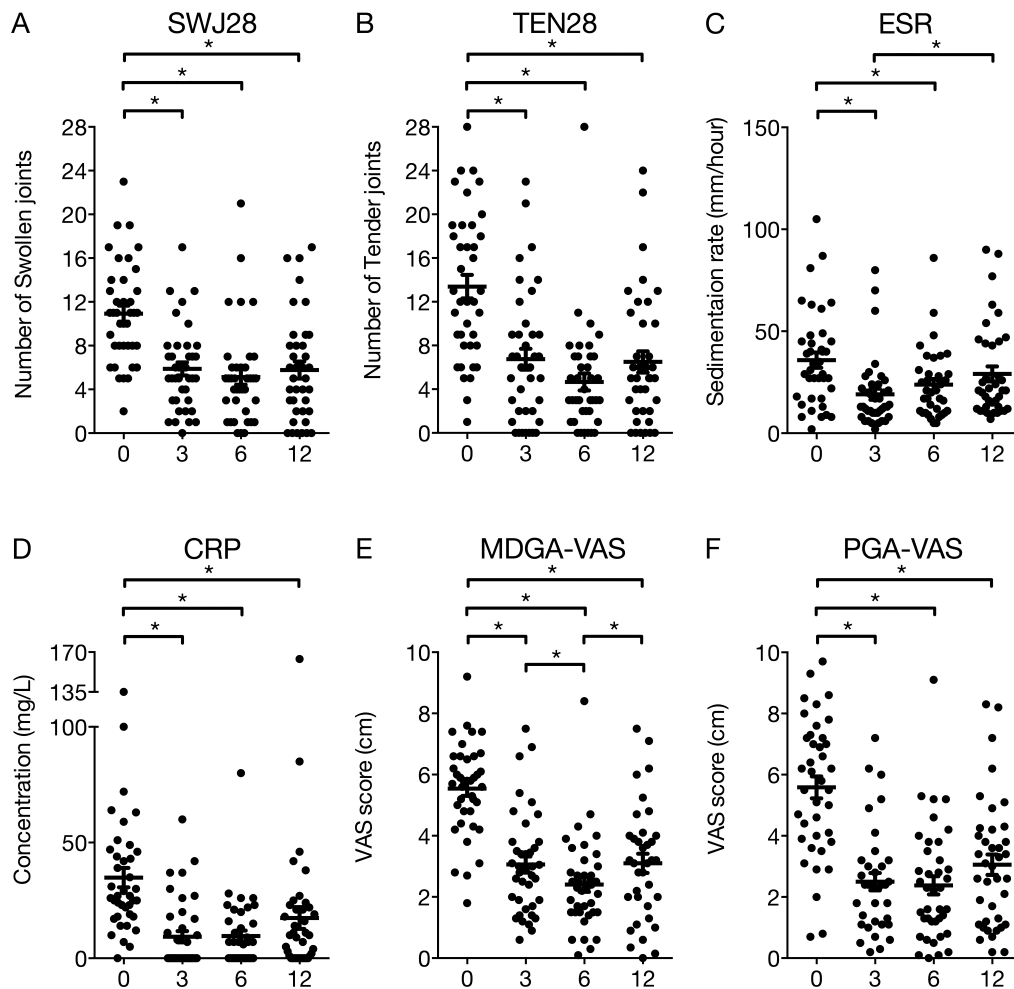 A SWJ28
* * *
Number of Swollen joints
28
24
20
16
12
8
4
0
0 3 6 12
B TEN28
* * *
Number of Tender joints
28
24
20
16
12
8
4
0
0 3 6 12
C ESR
* * *
Sedimentaion rate (mm/hour)
150
100
50
0
0 3 6 12
D CRP
* * *
Concentration (mg/L)
170
135
100
50
0
0 3 6 12
E MDGA-VAS
* * * * *
VAS score (cm)
10
8
6
4
2
0
0 3 6 12
F PGA-VAS
* * *
VAS score (cm)
10
8
6
4
2
0
0 3 6 12